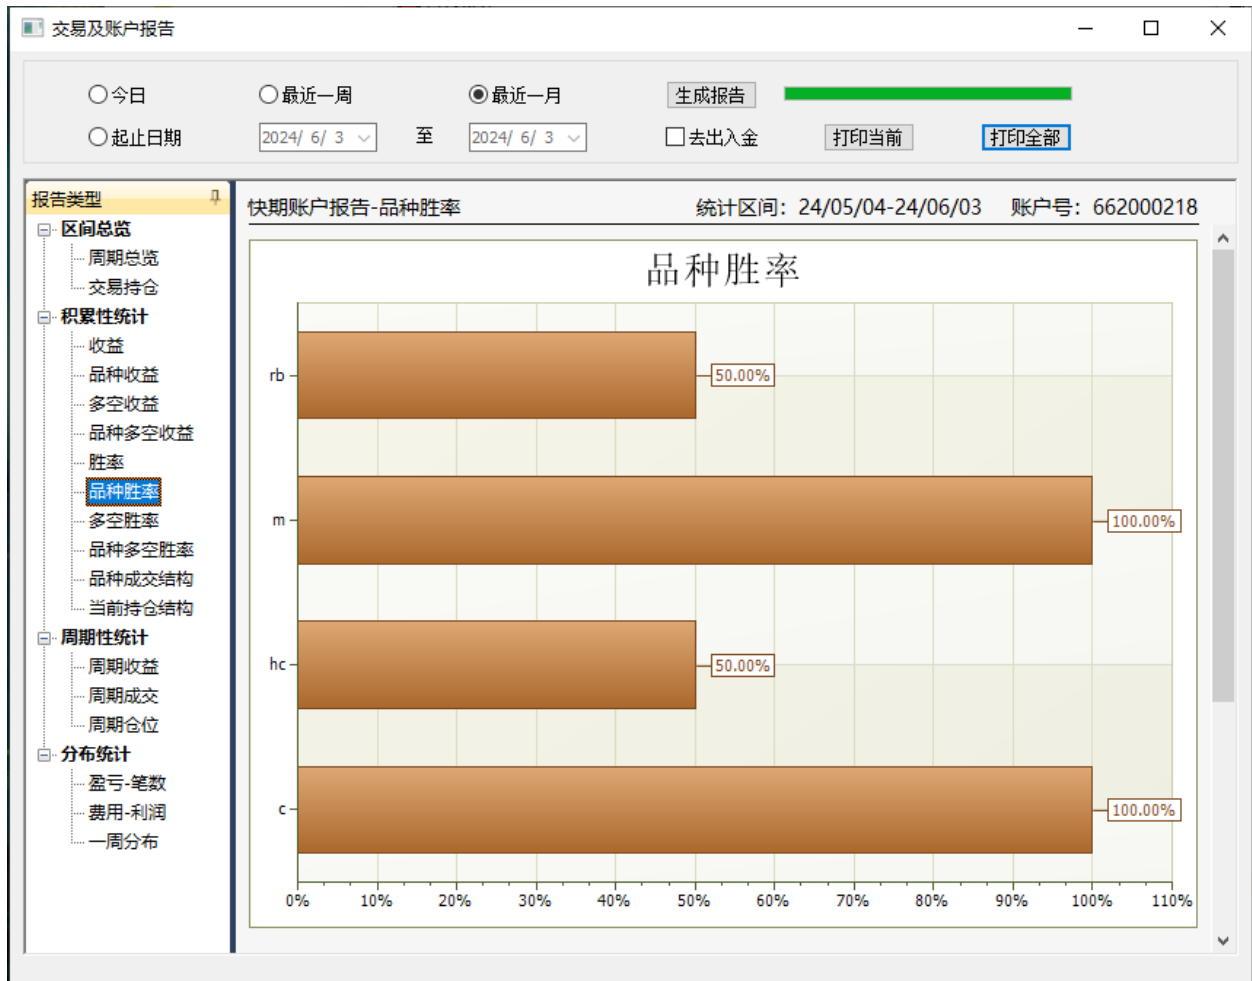 交易及账户报告
今日 最近一周 最近一月 生成报告
起止日期 2024/ 6/ 3 至 2024/ 6/ 3 去出入金 打印当前 打印全部
报告类型
区间总览
周期总览
交易持仓
积累性统计
收益
品种收益
多空收益
品种多空收益
胜率
品种胜率
多空胜率
品种多空胜率
品种成交结构
当前持仓结构
周期性统计
周期收益
周期成交
周期仓位
分布统计
盈亏-笔数
费用-利润
一周分布
快期账户报告-品种胜率 统计区间：24/05/04-24/06/03 账户号：662000218
品种胜率
rb 50.00%
m 100.00%
hc 50.00%
c 100.00%
0% 10% 20% 30% 40% 50% 60% 70% 80% 90% 100% 110%